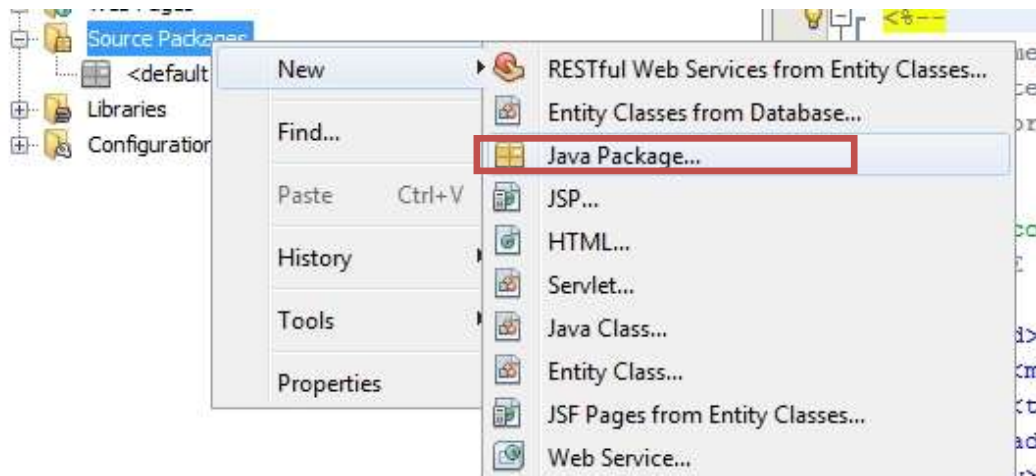 Source Packages
<default
Libraries
Configuration
New
Find...
Paste Ctrl+V
History
Tools
Properties
RESTful Web Services from Entity Classes...
Entity Classes from Database...
Java Package...
JSP...
HTML...
Servlet...
Java Class...
Entity Class...
JSF Pages from Entity Classes...
Web Service...
<%--